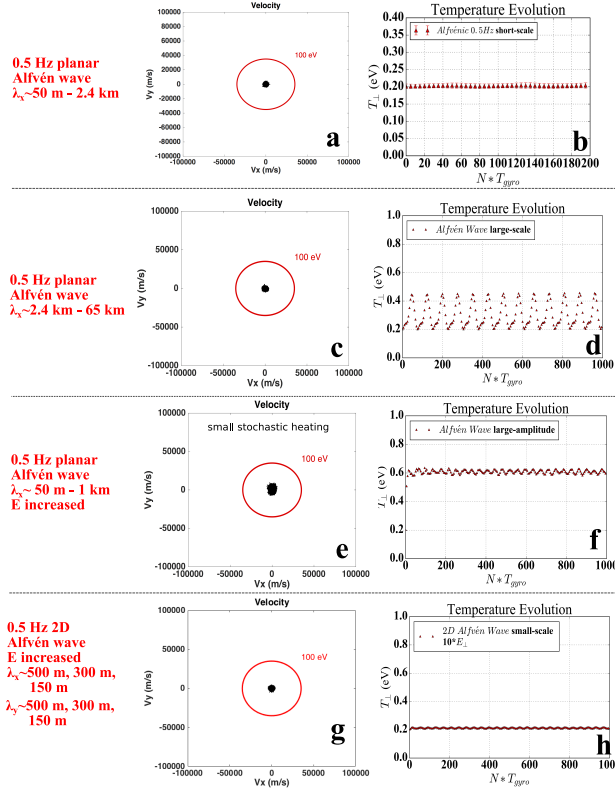 0.5 Hz planar
Alfvén wave
λx~50 m - 2.4 km
Velocity
Vy (m/s)
100000
80000
60000
40000
20000
0
-20000
-40000
-60000
-80000
-100000
100 eV
a
-100000 -50000 0 50000 100000
Vx (m/s)
Temperature Evolution
T⊥ (eV)
0.40
0.35
0.30
0.25
0.20
0.15
0.10
0.05
0.00
Alfvénic 0.5Hz short-scale
b
0 20 40 60 80 100 120 140 160 180 200
N * Tgyro
0.5 Hz planar
Alfvén wave
λx~2.4 km - 65 km
Velocity
Vy (m/s)
100000
50000
0
-50000
-100000
100 eV
c
-100000 -50000 0 50000 100000
Vx (m/s)
Temperature Evolution
T⊥ (eV)
1.0
0.8
0.6
0.4
0.2
0.0
Alfvén Wave large-scale
d
0 200 400 600 800 1000
N * Tgyro
0.5 Hz planar
Alfvén wave
λx~ 50 m - 1 km
E increased
Velocity
Vy (m/s)
100000
50000
0
-50000
-100000
small stochastic heating
100 eV
e
-100000 -50000 0 50000 100000
Vx (m/s)
Temperature Evolution
T⊥ (eV)
1.0
0.8
0.6
0.4
0.2
0.0
Alfvén Wave large-amplitude
f
0 200 400 600 800 1000
N * Tgyro
0.5 Hz 2D
Alfvén wave
E increased
λx~500 m, 300 m,
150 m
λy~500 m, 300 m,
150 m
Velocity
Vy (m/s)
100000
50000
0
-50000
-100000
100 eV
g
-100000 -50000 0 50000 100000
Vx (m/s)
Temperature Evolution
T⊥ (eV)
1.0
0.8
0.6
0.4
0.2
0.0
2D Alfvén Wave small-scale
10*E⊥
h
0 200 400 600 800 100
N * Tgyro